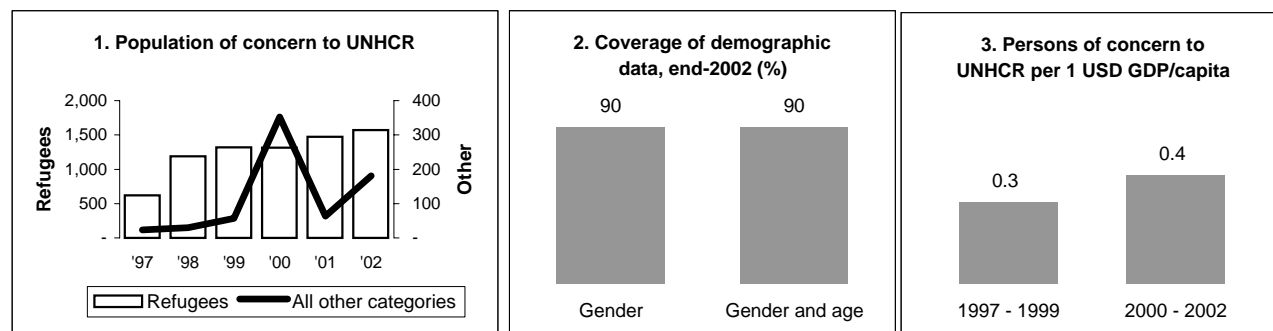 1. Population of concern to UNHCR
2,000
1,500
1,000
500
-
Refugees
400
300
200
100
-
Other
'97 '98 '99 '00 '01 '02
Refugees All other categories
2. Coverage of demographic
data, end-2002 (%)
90 90
Gender Gender and age
3. Persons of concern to
UNHCR per 1 USD GDP/capita
0.3
0.4
1997 - 1999 2000 - 2002